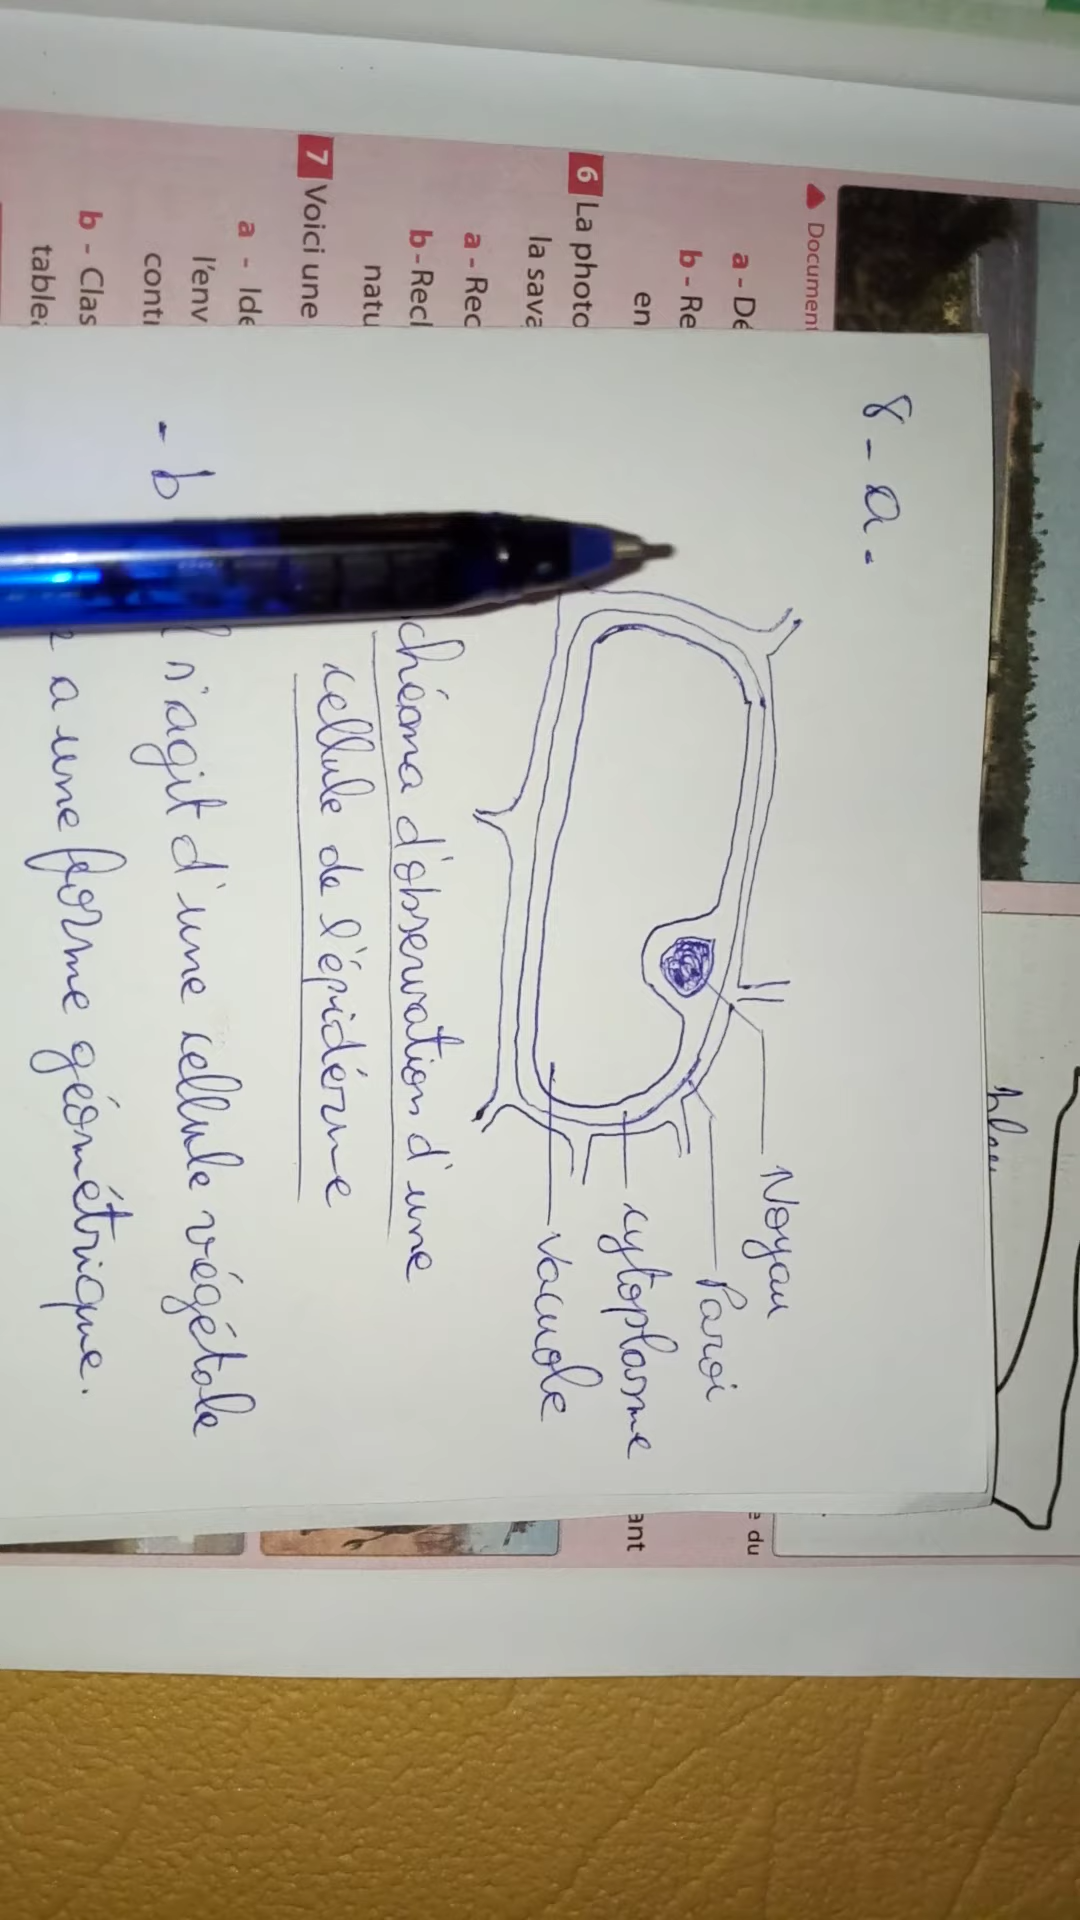 Document
a - Dé
b - Re
en
6 La photo
la sava
a - Rec
b - Recl
natu
7 Voici une
a - Ide
l'env
conti
b - Clas
table
e du
ant
8 - a -
Noyau
Paroi
cytoplasme
Vacuole
chéma d'observation d'une
cellule de l'épiderme
- b
l s'agit d'une cellule végétale
a une forme géométrique.